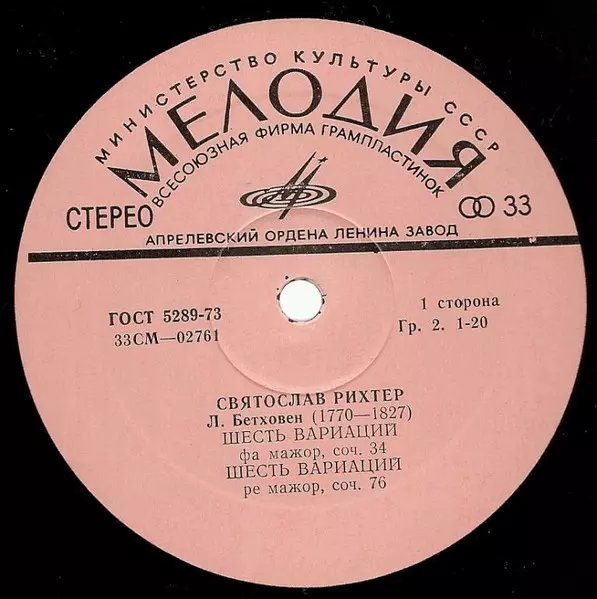 МИНИСТЕРСТВО КУЛЬТУРЫ СССР
МЕЛОДИЯ
ВСЕСОЮЗНАЯ ФИРМА ГРАМПЛАСТИНОК
СТЕРЕО
33
АПРЕЛЕВСКИЙ ОРДЕНА ЛЕНИНА ЗАВОД
ГОСТ 5289-73
33СМ—02761
1 сторона
Гр. 2. 1-20
СВЯТОСЛАВ РИХТЕР
Л. Бетховен (1770—1827)
ШЕСТЬ ВАРИАЦИЙ
фа мажор, соч. 34
ШЕСТЬ ВАРИАЦИЙ
ре мажор, соч. 76